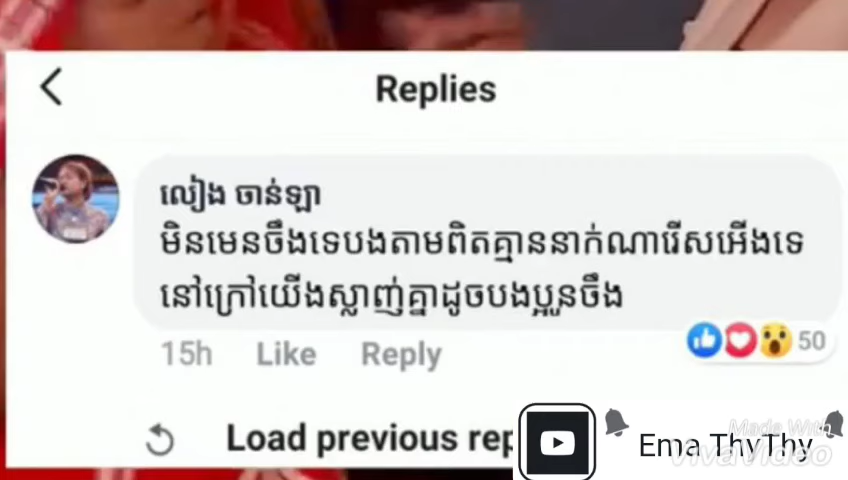 Replies
លៀង ចាន់ឡា
មិនមេនចឹងទេបងតាមពិតគ្មាននាក់ណារើសអើងទេ
នៅក្រៅយើងស្លាញ់គ្នាដូចបងប្អូនចឹង
50
15h Like Reply
Load previous rep
Ema ThyThy
Made With
VivaVideo